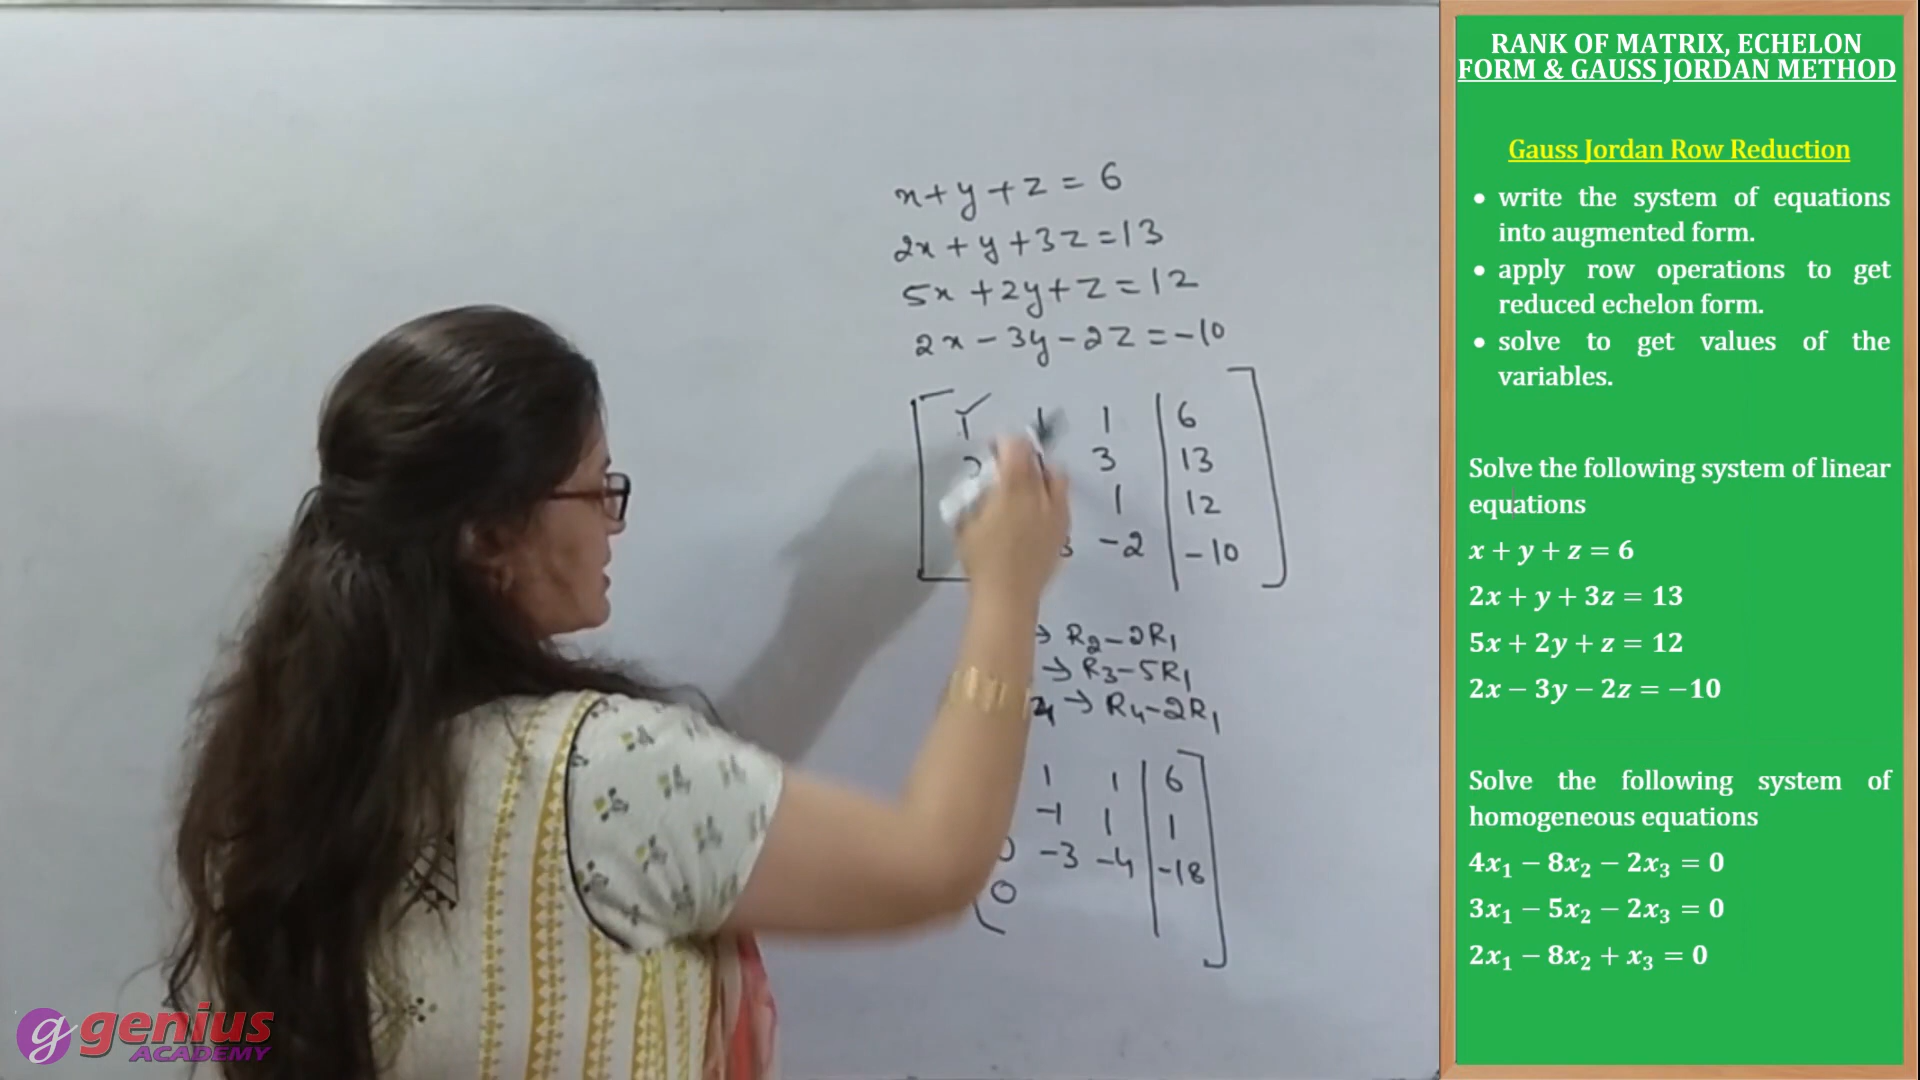 x+y+z=6
2x+y+3z=13
5x+2y+z=12
2x-3y-2z=-10
1 1 1 | 6
3 | 13
1 | 12
-2 | -10
→ R2-2R1
→ R3-5R1
→ R4-2R1
1 1 | 6
-1 1 | 1
0 -3 -4 | -18
0
genius
ACADEMY
RANK OF MATRIX, ECHELON
FORM & GAUSS JORDAN METHOD
Gauss Jordan Row Reduction
• write the system of equations
into augmented form.
• apply row operations to get
reduced echelon form.
• solve to get values of the
variables.
Solve the following system of linear
equations
x + y + z = 6
2x + y + 3z = 13
5x + 2y + z = 12
2x − 3y − 2z = −10
Solve the following system of
homogeneous equations
4x₁ − 8x₂ − 2x₃ = 0
3x₁ − 5x₂ − 2x₃ = 0
2x₁ − 8x₂ + x₃ = 0